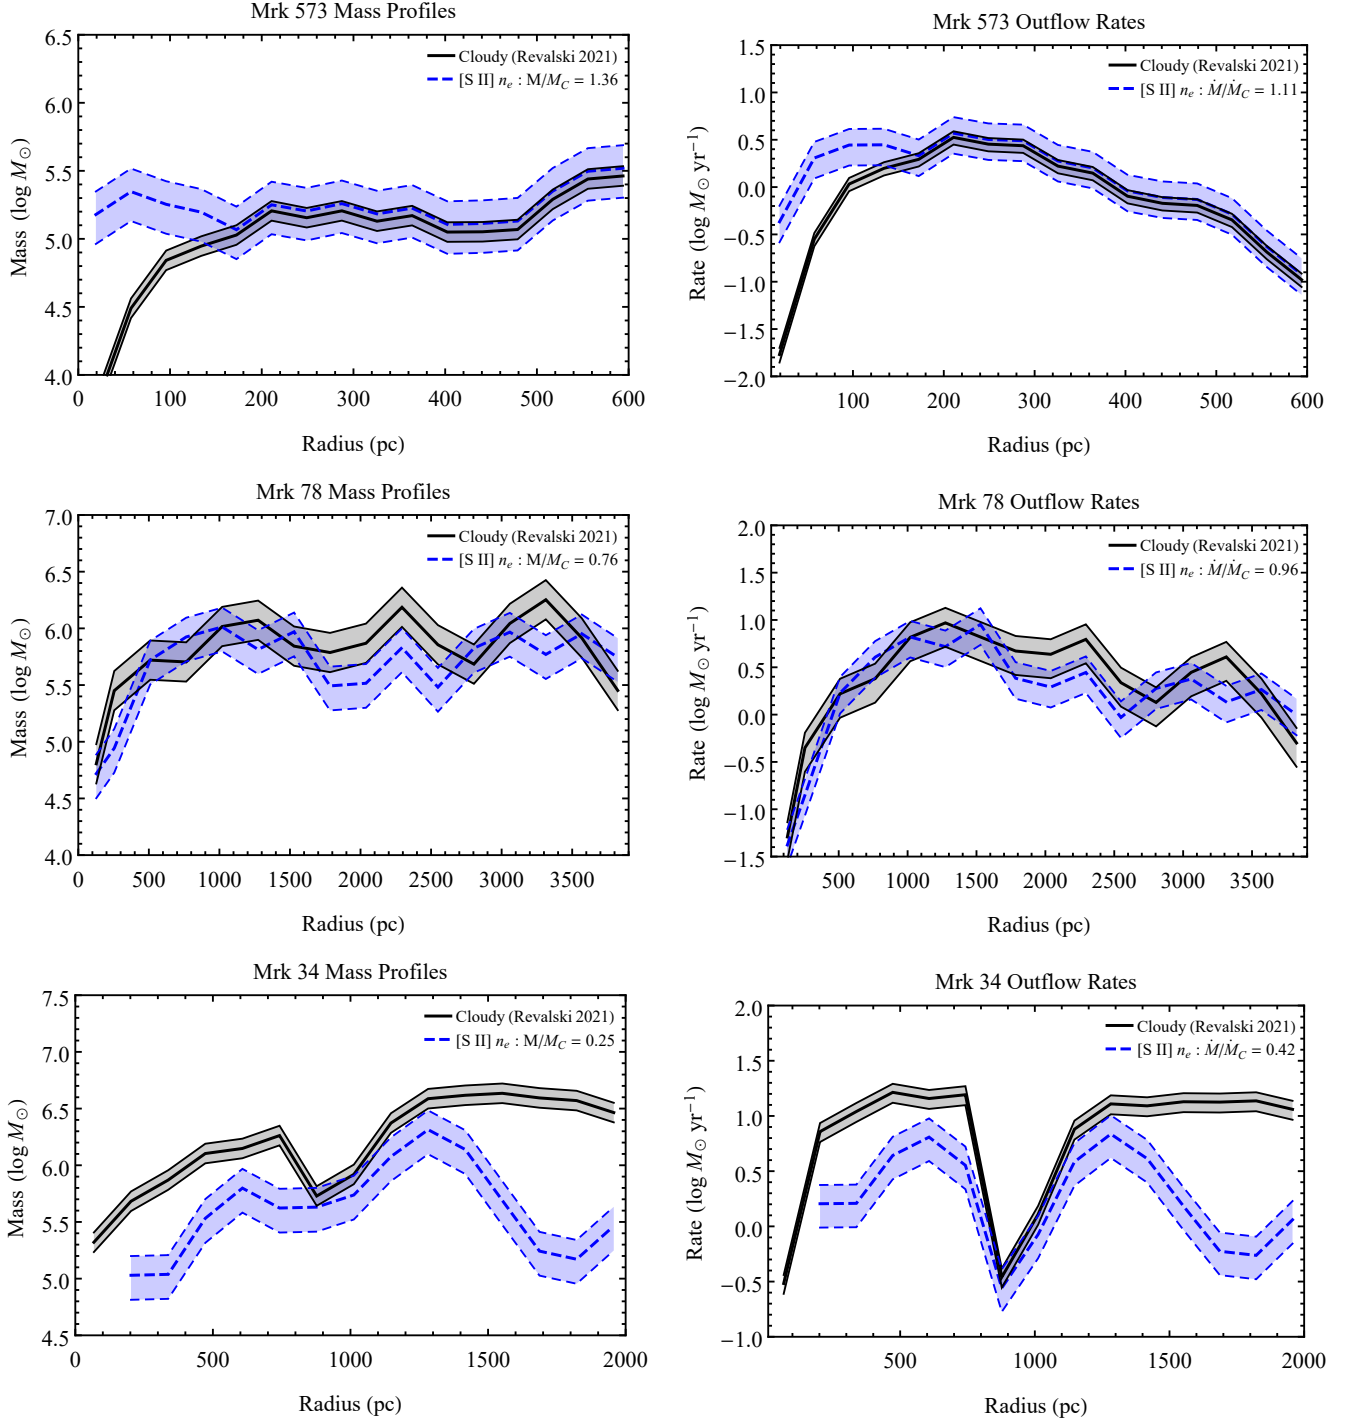 Mrk 573 Mass Profiles
6.5
6.0
5.5
5.0
4.5
4.0
Mass (log M⊙)
Cloudy (Revalski 2021)
[S II] nₑ : M/M_C = 1.36
0 100 200 300 400 500 600
Radius (pc)
Mrk 573 Outflow Rates
1.5
1.0
0.5
0.0
−0.5
−1.0
−1.5
−2.0
Rate (log M⊙ yr⁻¹)
Cloudy (Revalski 2021)
[S II] nₑ : Ṁ/Ṁ_C = 1.11
100 200 300 400 500 600
Radius (pc)
Mrk 78 Mass Profiles
7.0
6.5
6.0
5.5
5.0
4.5
4.0
Mass (log M⊙)
Cloudy (Revalski 2021)
[S II] nₑ : M/M_C = 0.76
0 500 1000 1500 2000 2500 3000 3500
Radius (pc)
Mrk 78 Outflow Rates
2.0
1.5
1.0
0.5
0.0
−0.5
−1.0
−1.5
Rate (log M⊙ yr⁻¹)
Cloudy (Revalski 2021)
[S II] nₑ : Ṁ/Ṁ_C = 0.96
500 1000 1500 2000 2500 3000 3500
Radius (pc)
Mrk 34 Mass Profiles
7.5
7.0
6.5
6.0
5.5
5.0
4.5
Mass (log M⊙)
Cloudy (Revalski 2021)
[S II] nₑ : M/M_C = 0.25
0 500 1000 1500 2000
Radius (pc)
Mrk 34 Outflow Rates
2.0
1.5
1.0
0.5
0.0
−0.5
−1.0
Rate (log M⊙ yr⁻¹)
Cloudy (Revalski 2021)
[S II] nₑ : Ṁ/Ṁ_C = 0.42
500 1000 1500 2000
Radius (pc)